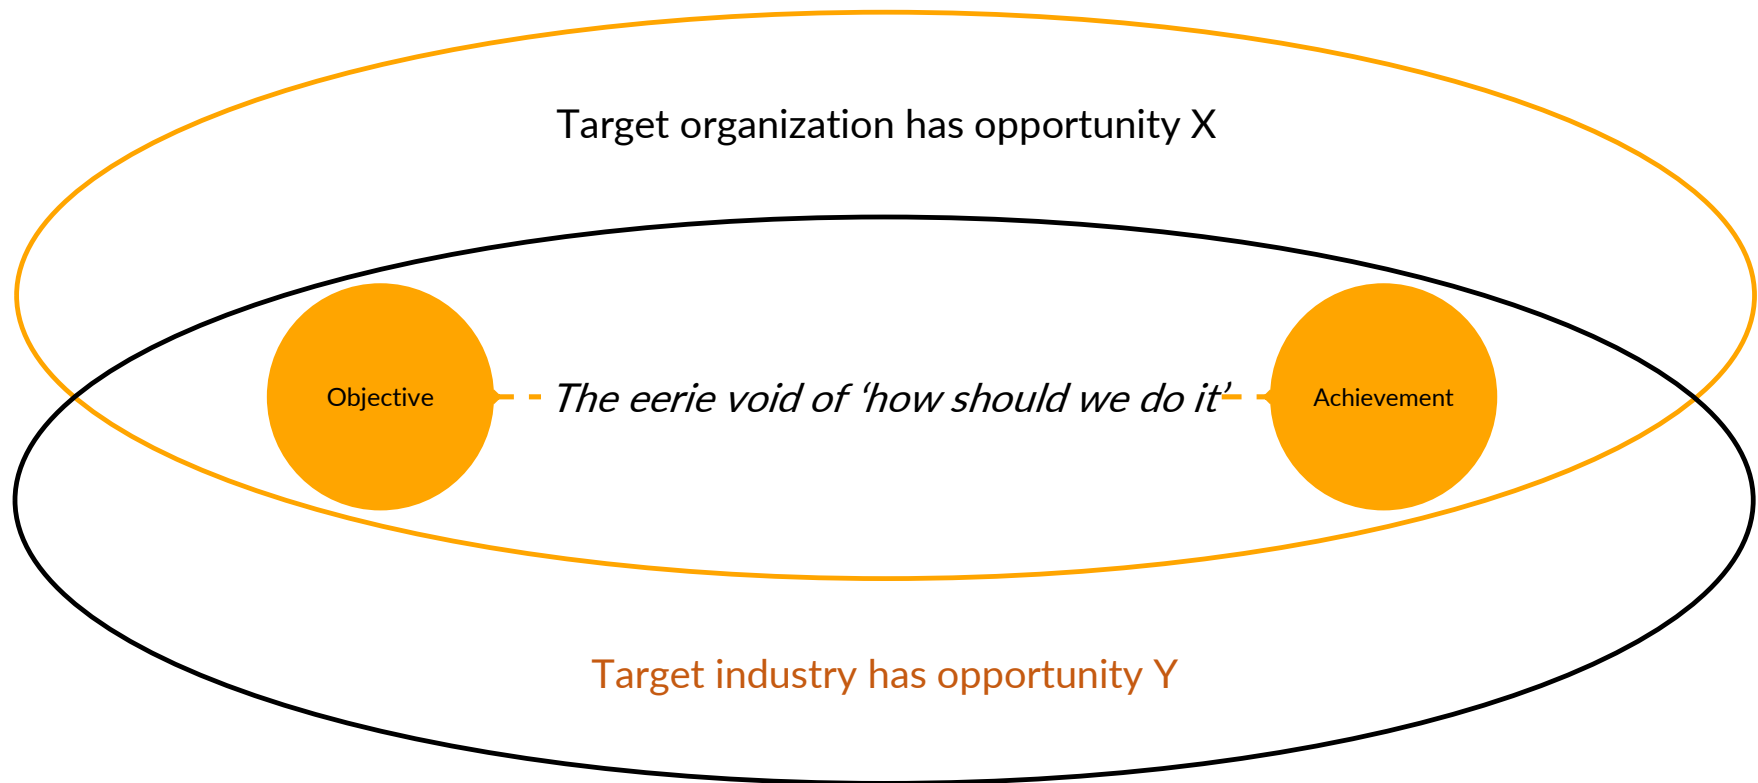 Target organization has opportunity X
Objective
The eerie void of ‘how should we do it’
Achievement
Target industry has opportunity Y